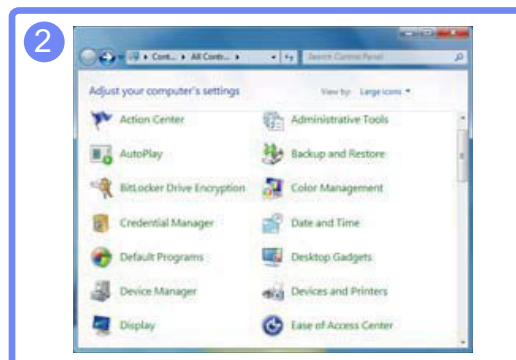 2
Cont... All Contr... Search Control Panel
Adjust your computer's settings View by: Large icons
Action Center Administrative Tools
AutoPlay Backup and Restore
BitLocker Drive Encryption Color Management
Credential Manager Date and Time
Default Programs Desktop Gadgets
Device Manager Devices and Printers
Display Ease of Access Center